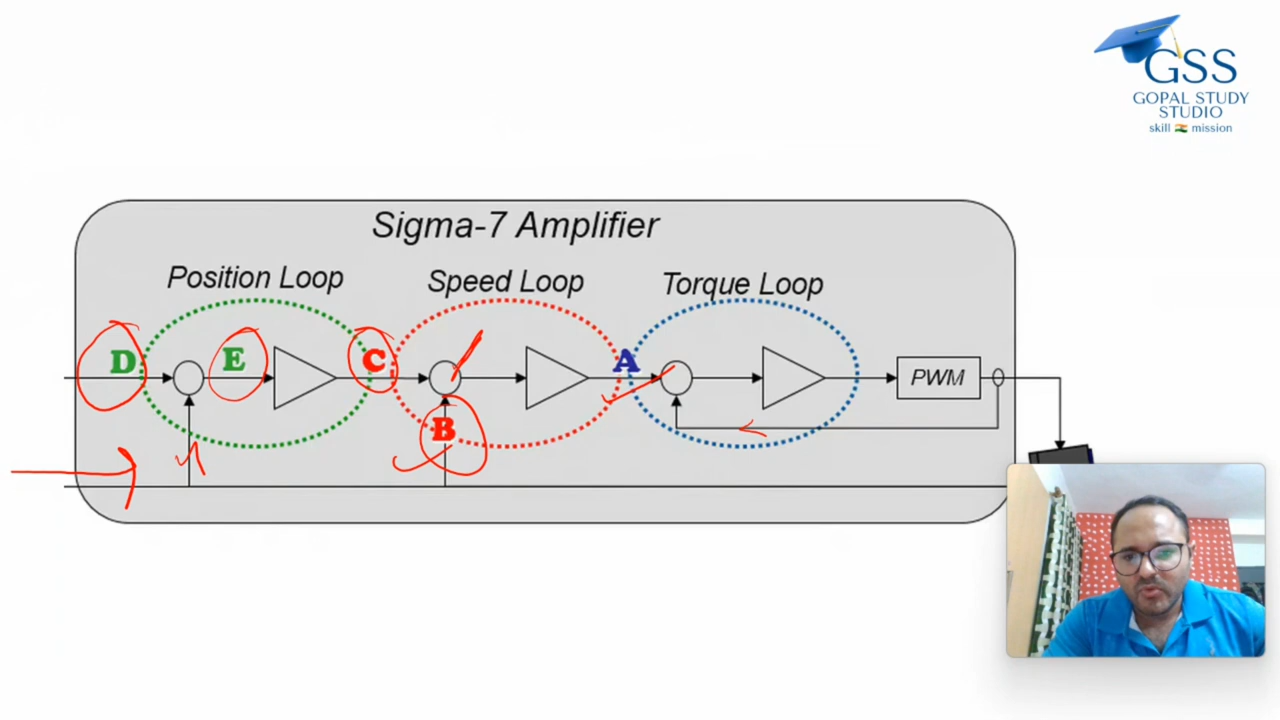 GSS
GOPAL STUDY
STUDIO
skill mission
Sigma-7 Amplifier
Position Loop
Speed Loop
Torque Loop
D
E
C
A
PWM
B